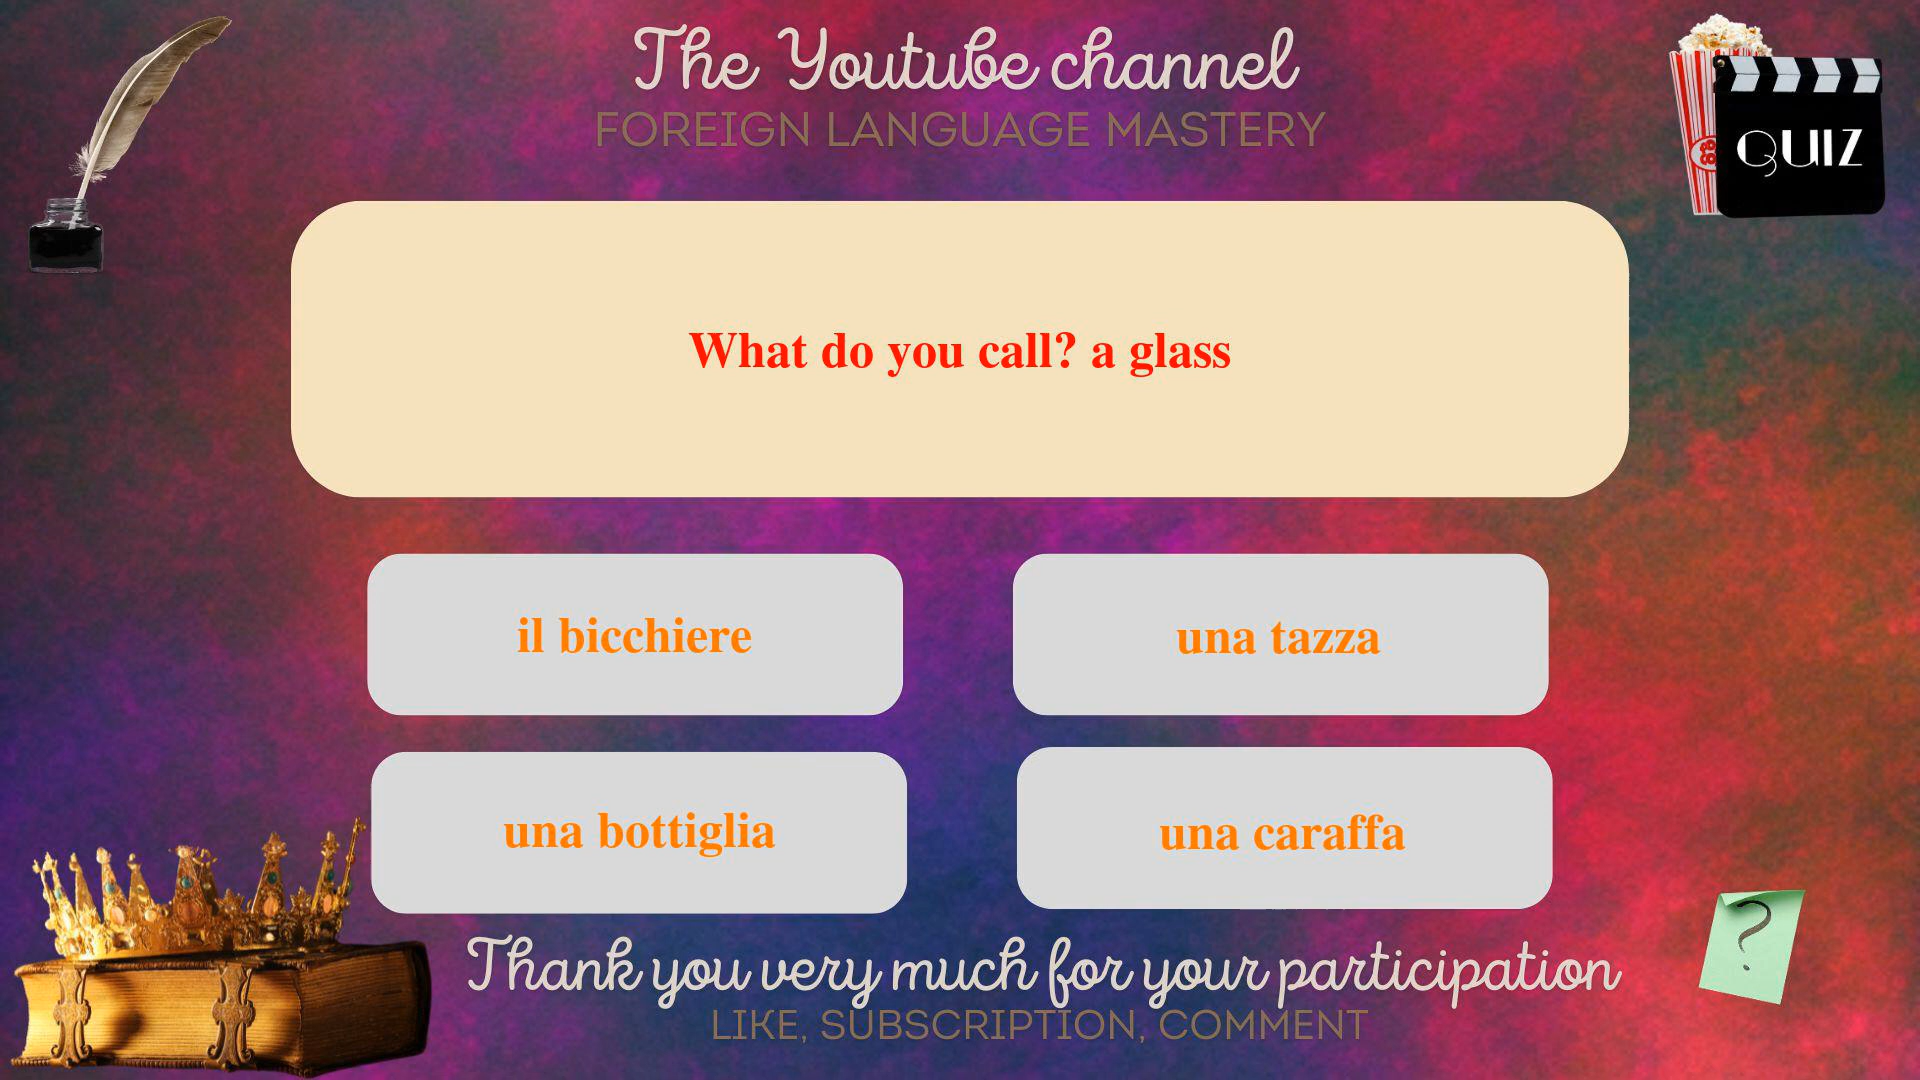 The Youtube channel
FOREIGN LANGUAGE MASTERY
QUIZ
What do you call? a glass
il bicchiere
una tazza
una bottiglia
una caraffa
?
Thank you very much for your participation
LIKE, SUBSCRIPTION, COMMENT